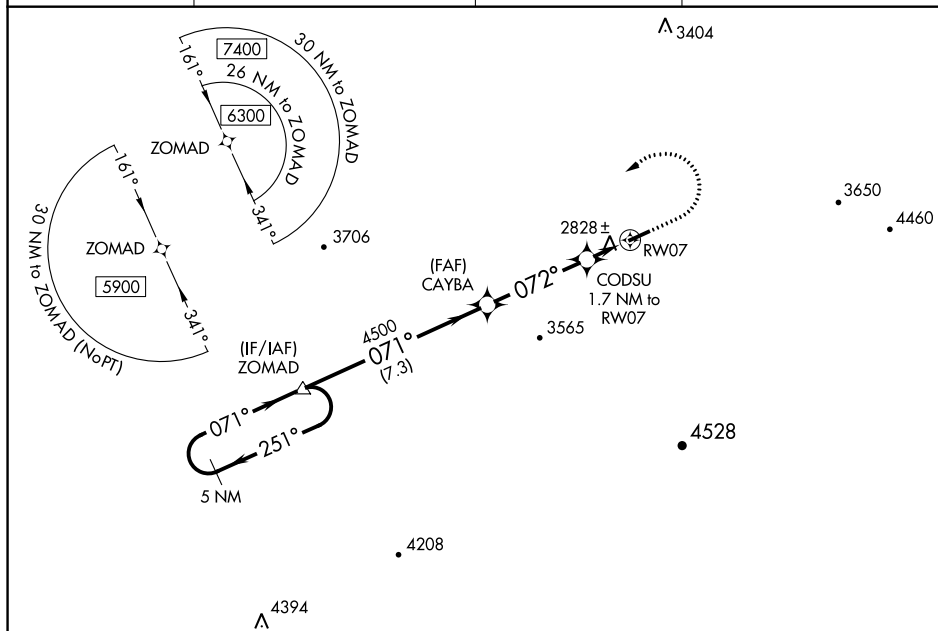 3404
7400
30 NM to ZOMAD
161°
26 NM to ZOMAD
6300
ZOMAD
341°
161°
30 NM to ZOMAD (NoPT)
ZOMAD
5900
341°
3706
3650
4460
2828 ±
RW07
(FAF)
CAYBA
072°
CODSU
1.7 NM to
RW07
3565
4500
071°
(7.3)
(IF/IAF)
ZOMAD
071°
251°
5 NM
4528
4208
4394